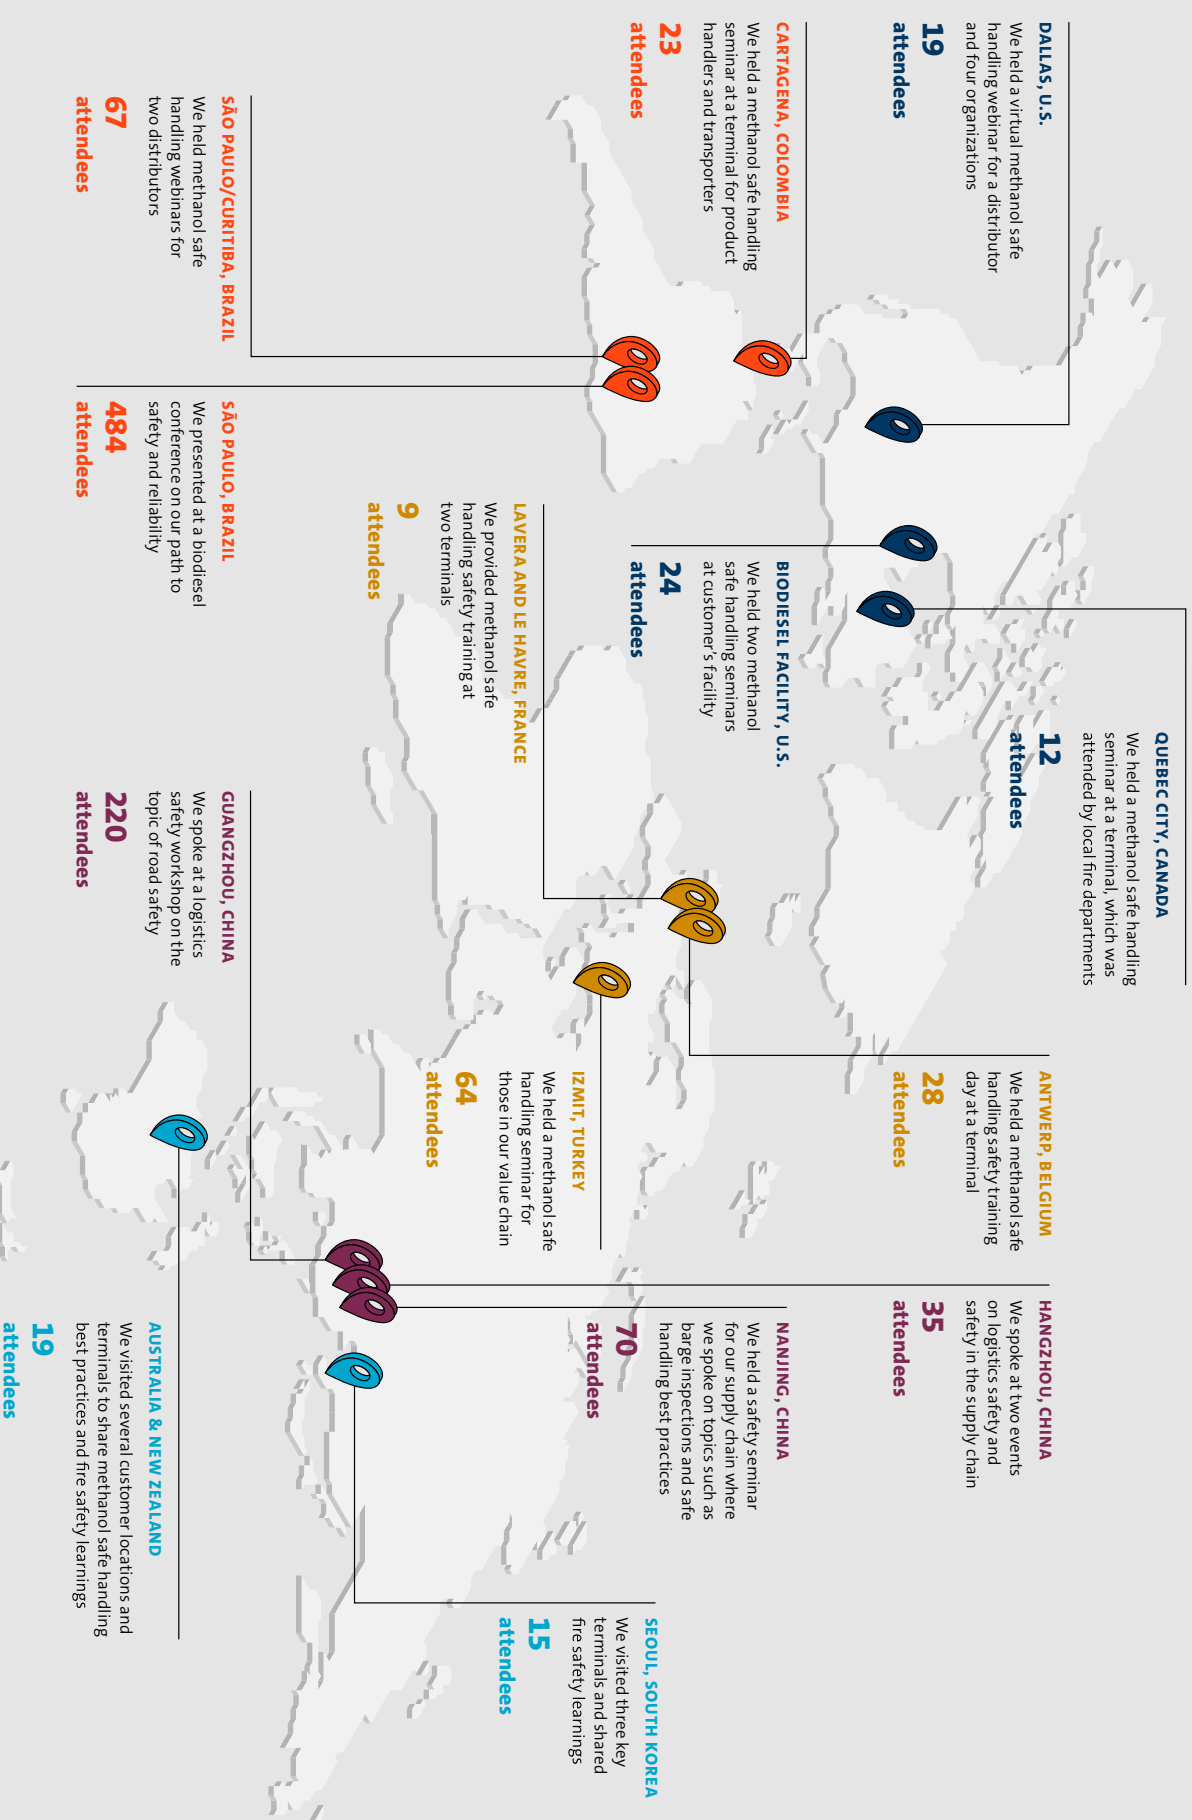 DALLAS, U.S.
We held a virtual methanol safe
handling webinar for a distributor
and four organizations
19
attendees
QUEBEC CITY, CANADA
We held a methanol safe handling
seminar at a terminal, which was
attended by local fire departments
12
attendees
ANTWERP, BELGIUM
We held a methanol safe
handling safety training
day at a terminal
28
attendees
HANGZHOU, CHINA
We spoke at two events
on logistics safety and
safety in the supply chain
35
attendees
CARTAGENA, COLOMBIA
We held a methanol safe handling
seminar at a terminal for product
handlers and transporters
23
attendees
BIODIESEL FACILITY, U.S.
We held two methanol
safe handling seminars
at customer's facility
24
attendees
NANJING, CHINA
We held a safety seminar
for our supply chain where
we spoke on topics such as
barge inspections and safe
handling best practices
70
attendees
LAVERA AND LE HAVRE, FRANCE
We provided methanol safe
handling safety training at
two terminals
9
attendees
IZMIT, TURKEY
We held a methanol safe
handling seminar for
those in our value chain
64
attendees
SEOUL, SOUTH KOREA
We visited three key
terminals and shared
fire safety learnings
15
attendees
SÃO PAULO/CURITIBA, BRAZIL
We held methanol safe
handling webinars for
two distributors
67
attendees
SÃO PAULO, BRAZIL
We presented at a biodiesel
conference on our path to
safety and reliability
484
attendees
GUANGZHOU, CHINA
We spoke at a logistics
safety workshop on the
topic of road safety
220
attendees
AUSTRALIA & NEW ZEALAND
We visited several customer locations and
terminals to share methanol safe handling
best practices and fire safety learnings
19
attendees